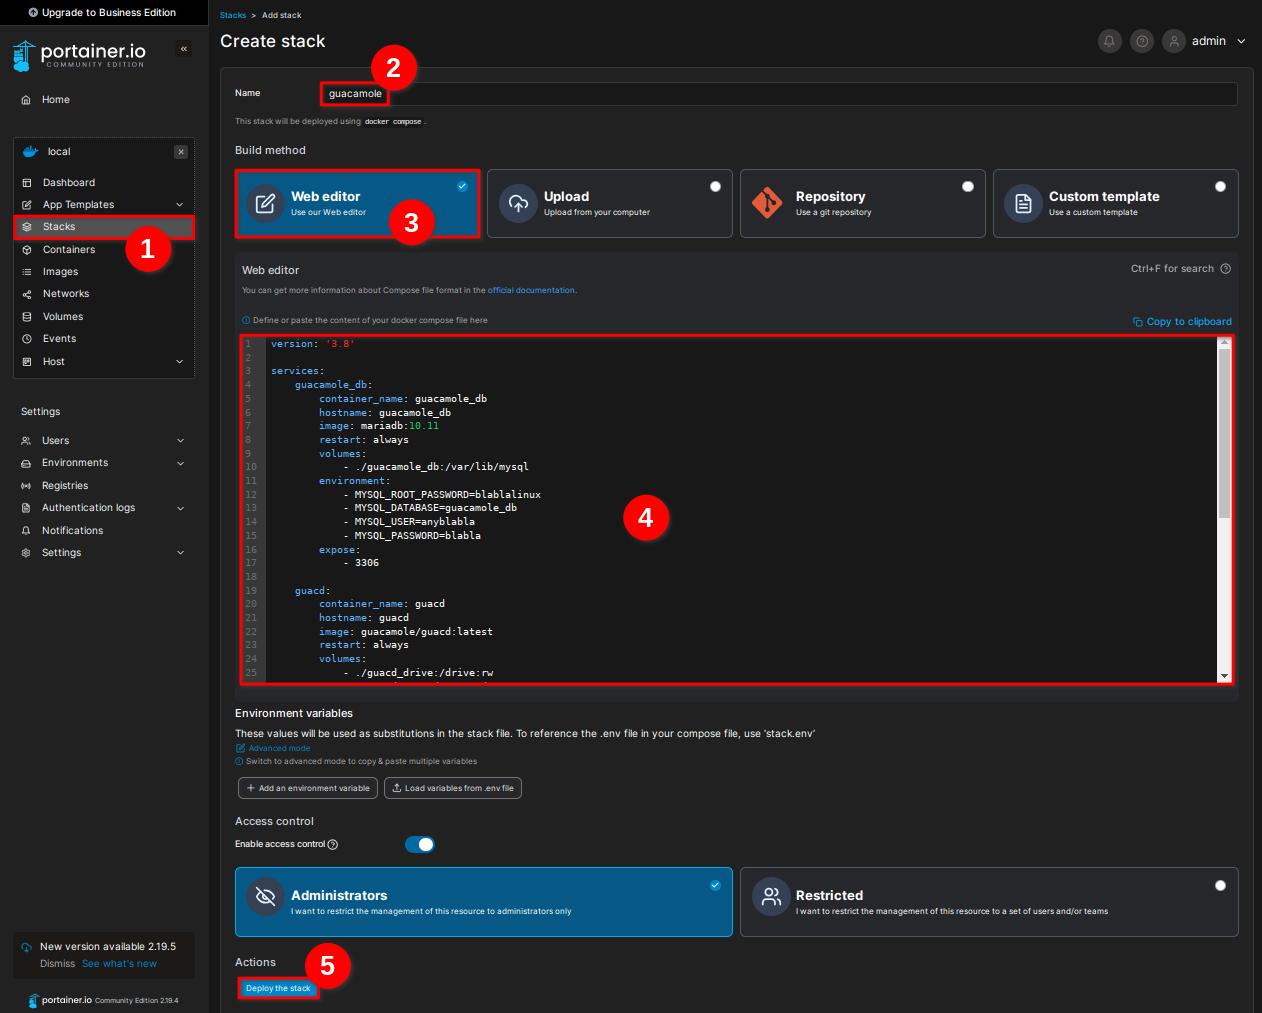 Upgrade to Business Edition
portainer.io
COMMUNITY EDITION
Home
local
Dashboard
App Templates
Stacks
1
Containers
Images
Networks
Volumes
Events
Host
Settings
Users
Environments
Registries
Authentication logs
Notifications
Settings
New version available 2.19.5
Dismiss See what's new
portainer.io Community Edition 2.19.4
Stacks > Add stack
Create stack
admin
2
Name guacamole
This stack will be deployed using docker compose .
Build method
Web editor
Use our Web editor
3
Upload
Upload from your computer
Repository
Use a git repository
Custom template
Use a custom template
Web editor
Ctrl+F for search
You can get more information about Compose file format in the official documentation.
Define or paste the content of your docker compose file here
Copy to clipboard
1 version: '3.8'
2
3 services:
4 guacamole_db:
5 container_name: guacamole_db
6 hostname: guacamole_db
7 image: mariadb:10.11
8 restart: always
9 volumes:
10 - ./guacamole_db:/var/lib/mysql
11 environment:
12 - MYSQL_ROOT_PASSWORD=blablalinux
13 - MYSQL_DATABASE=guacamole_db
14 - MYSQL_USER=anyblabla
15 - MYSQL_PASSWORD=blabla
16 expose:
17 - 3306
18
19 guacd:
20 container_name: guacd
21 hostname: guacd
22 image: guacamole/guacd:latest
23 restart: always
24 volumes:
25 - ./guacd_drive:/drive:rw
4
Environment variables
These values will be used as substitutions in the stack file. To reference the .env file in your compose file, use 'stack.env'
Advanced mode
Switch to advanced mode to copy & paste multiple variables
Add an environment variable
Load variables from .env file
Access control
Enable access control
Administrators
I want to restrict the management of this resource to administrators only
Restricted
I want to restrict the management of this resource to a set of users and/or teams
Actions
5
Deploy the stack